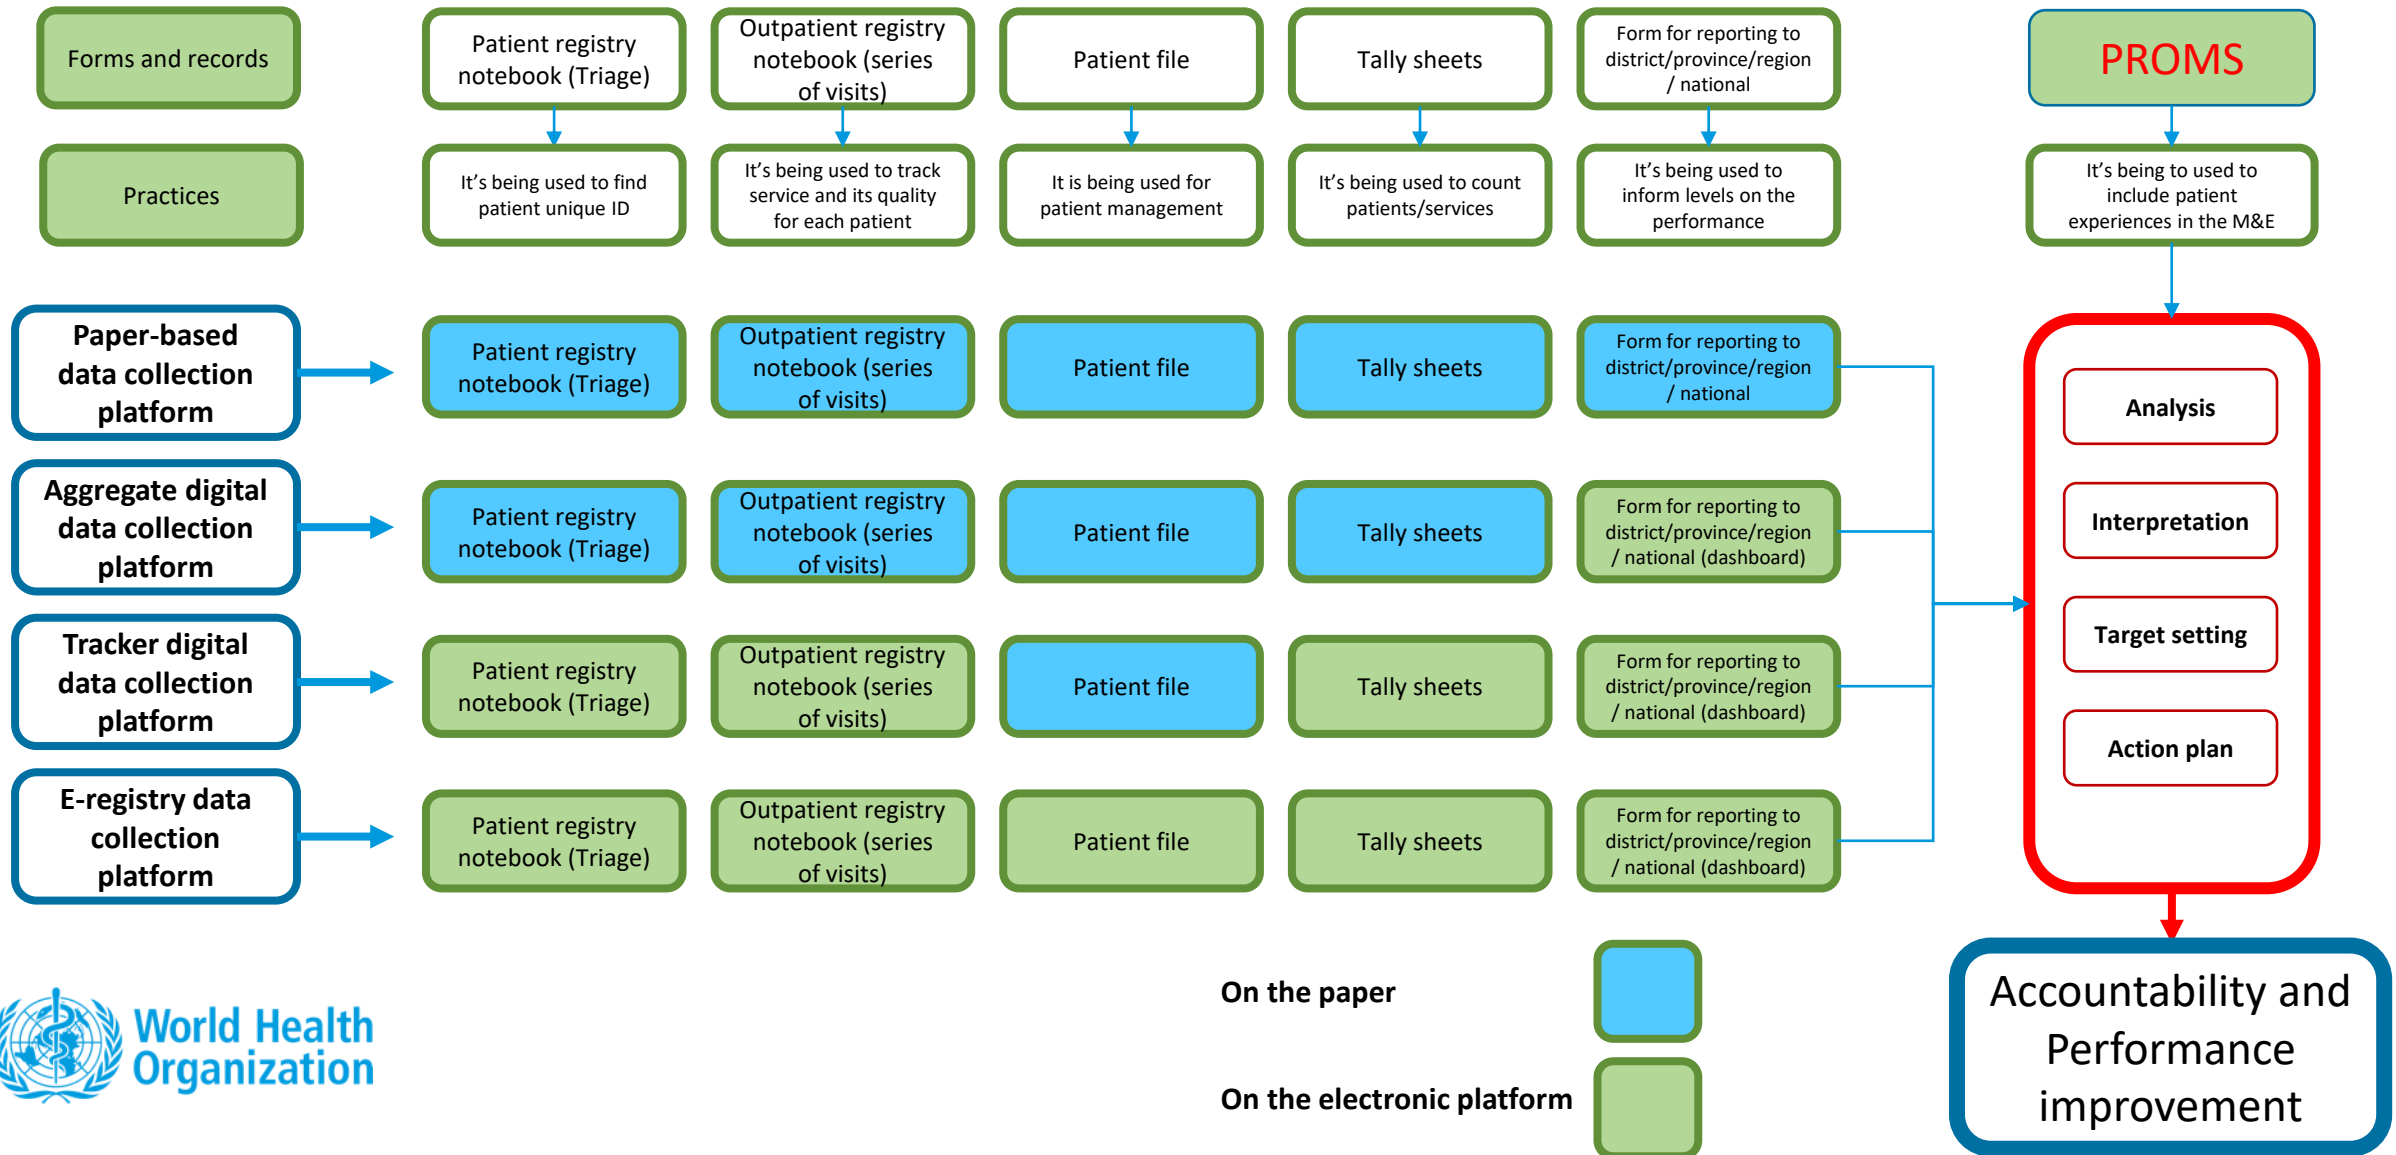 Forms and records
Patient registry
notebook (Triage)
Outpatient registry
notebook (series
of visits)
Patient file
Tally sheets
Form for reporting to
district/province/region
/ national
PROMS
Practices
It’s being used to find
patient unique ID
It’s being used to track
service and its quality
for each patient
It is being used for
patient management
It’s being used to count
patients/services
It’s being used to
inform levels on the
performance
It’s being to used to
include patient
experiences in the M&E
Paper-based
data collection
platform
Patient registry
notebook (Triage)
Outpatient registry
notebook (series
of visits)
Patient file
Tally sheets
Form for reporting to
district/province/region
/ national
Aggregate digital
data collection
platform
Patient registry
notebook (Triage)
Outpatient registry
notebook (series
of visits)
Patient file
Tally sheets
Form for reporting to
district/province/region
/ national (dashboard)
Tracker digital
data collection
platform
Patient registry
notebook (Triage)
Outpatient registry
notebook (series
of visits)
Patient file
Tally sheets
Form for reporting to
district/province/region
/ national (dashboard)
E-registry data
collection
platform
Patient registry
notebook (Triage)
Outpatient registry
notebook (series
of visits)
Patient file
Tally sheets
Form for reporting to
district/province/region
/ national (dashboard)
Analysis
Interpretation
Target setting
Action plan
Accountability and
Performance
improvement
On the paper
On the electronic platform
World Health
Organization